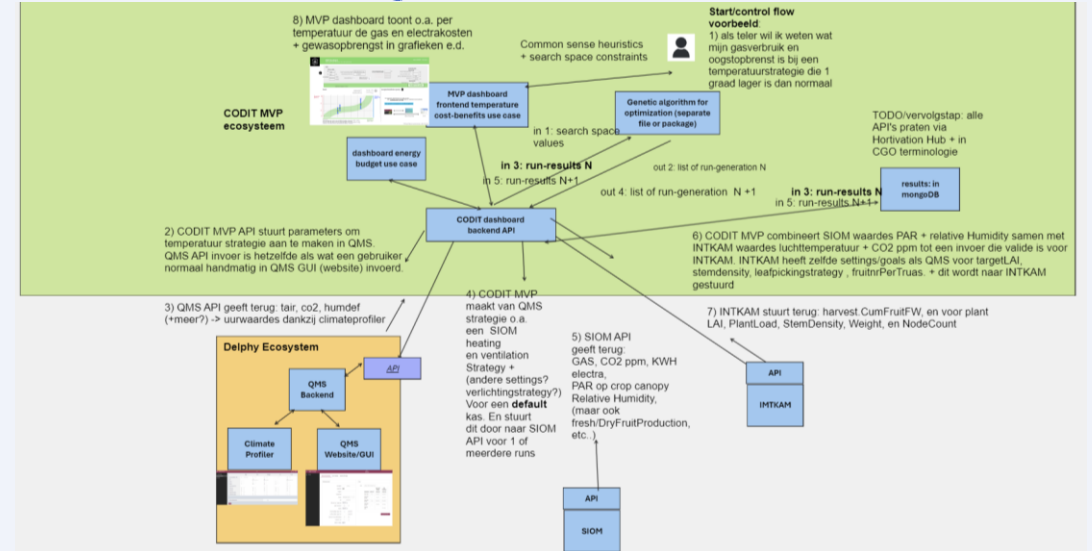 8) MVP dashboard toont o.a. per
temperatuur de gas en electrakosten
+ gewasopbrengst in grafieken e.d.
Common sense heuristics
+ search space constraints
Start/control flow
voorbeeld:
1) als teler wil ik weten wat
mijn gasverbruik en
oogstopbrenst is bij een
temperatuurstrategie die 1
graad lager is dan normaal
CODIT MVP
ecosysteem
MVP dashboard
frontend temperature
cost-benefits use case
Genetic algorithm for
optimization (separate
file or package)
TODO/vervolgstap: alle
API's praten via
Hortivation Hub + in
CGO terminologie
dashboard energy
budget use case
in 1: search space
values
in 3: run-results N
in 5: run-results N+1
out 2: list of run-generation N
out 4: list of run-generation N +1
in 3: run-results N
in 5: run-results N+1
results: in
mongoDB
CODIT dashboard
backend API
2) CODIT MVP API stuurt parameters om
temperatuur strategie aan te maken in QMS.
QMS API invoer is hetzelfde als wat een gebruiker
normaal handmatig in QMS GUI (website) invoerd.
6) CODIT MVP combineert SIOM waardes PAR + relative Humidity samen met
INTKAM waardes luchttemperatuur + CO2 ppm tot een invoer die valide is voor
INTKAM. INTKAM heeft zelfde settings/goals als QMS voor targetLAI,
stemdensity, leafpickingstrategy , fruitnrPerTruas. + dit wordt naar INTKAM
gestuurd
3) QMS API geeft terug: tair, co2, humdef
(+meer?) -> uurwaardes dankzij climateprofiler
4) CODIT MVP
maakt van QMS
strategie o.a.
een SIOM
heating
en ventilation
Strategy +
(andere settings?
verlichtingstrategy?)
Voor een default
kas. En stuurt
dit door naar SIOM
API voor 1 of
meerdere runs
5) SIOM API
geeft terug:
GAS, CO2 ppm, KWH
electra,
PAR op crop canopy
Relative Humidity,
(maar ook
fresh/DryFruitProduction,
etc..)
7) INTKAM stuurt terug: harvest.CumFruitFW, en voor plant
LAI, PlantLoad, StemDensity, Weight, en NodeCount
Delphy Ecosystem
API
QMS
Backend
Climate
Profiler
QMS
Website/GUI
API
IMTKAM
API
SIOM